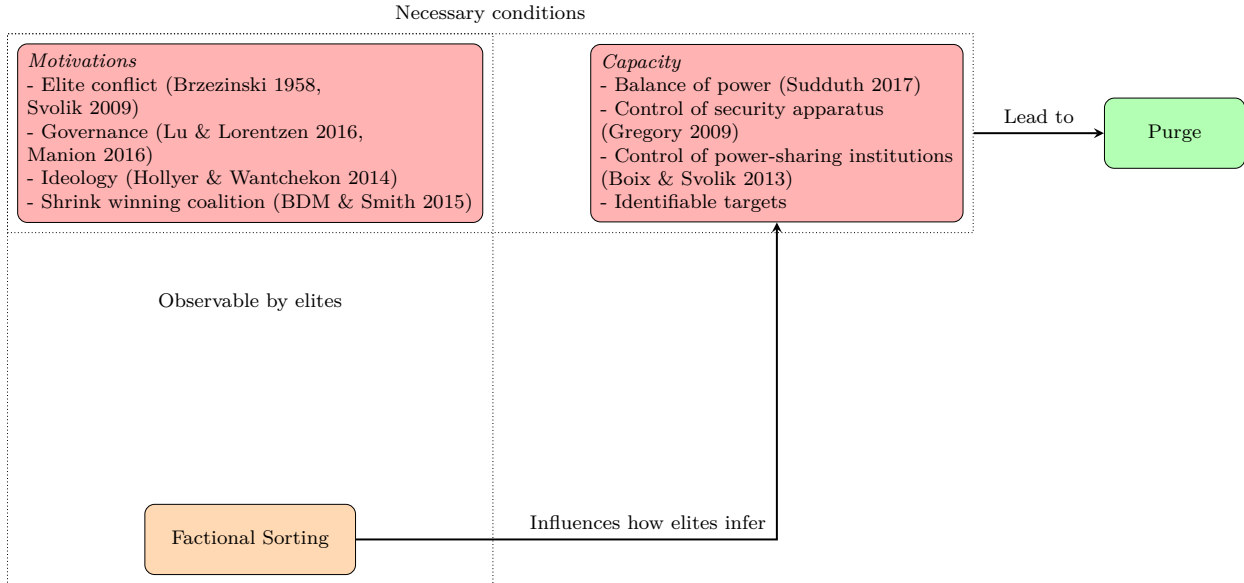 Necessary conditions
Motivations
- Elite conflict (Brzezinski 1958,
Svolik 2009)
- Governance (Lu & Lorentzen 2016,
Manion 2016)
- Ideology (Hollyer & Wantchekon 2014)
- Shrink winning coalition (BDM & Smith 2015)
Capacity
- Balance of power (Sudduth 2017)
- Control of security apparatus
(Gregory 2009)
- Control of power-sharing institutions
(Boix & Svolik 2013)
- Identifiable targets
Lead to
Purge
Observable by elites
Factional Sorting
Influences how elites infer